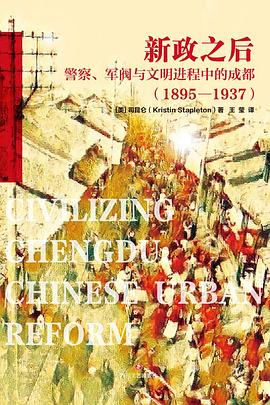 新政之后
警察、军阀与文明进程中的成都
（1895—1937）
[美] 司昆仑（Kristin Stapleton）著 王莹 译
CIVILIZING
CHENGDU
CHINESE URBAN
REFORM